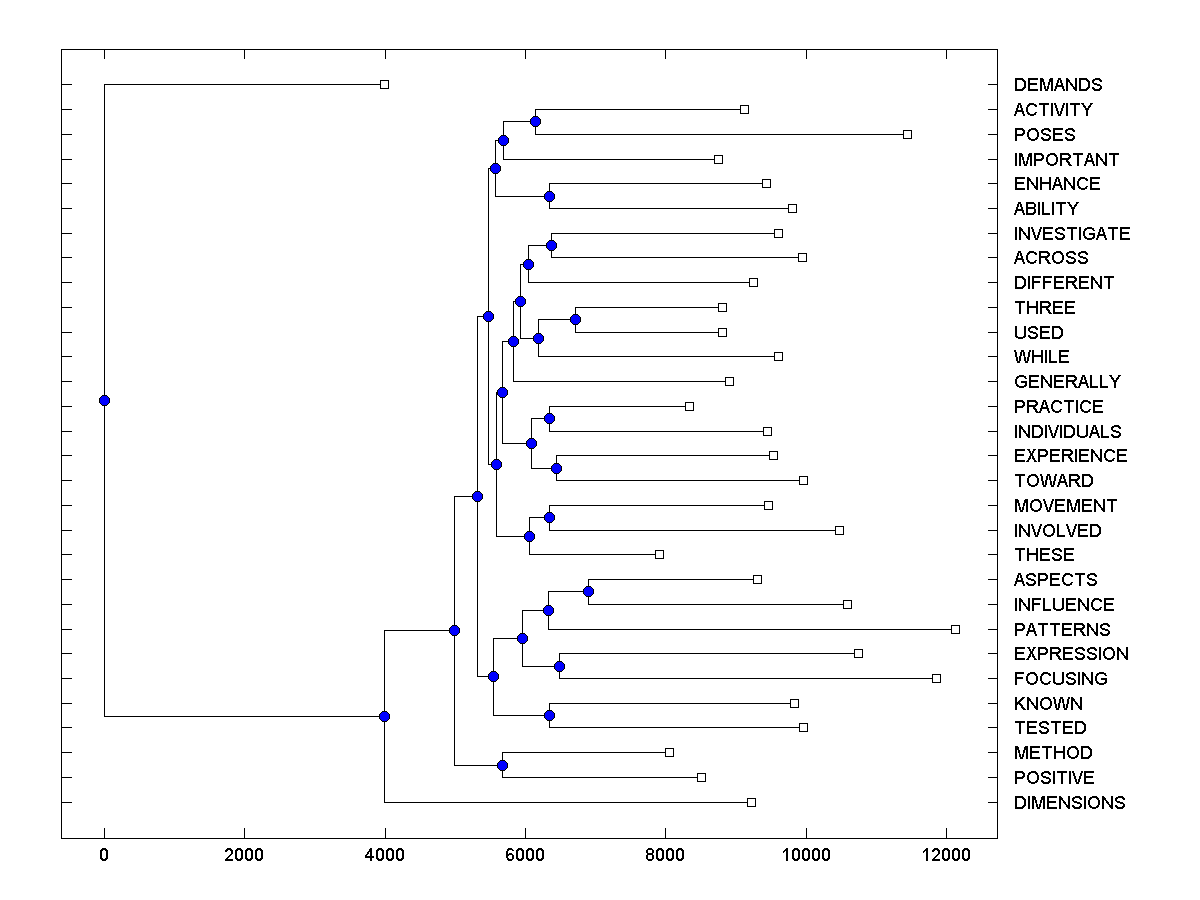 DEMANDS
ACTIVITY
POSES
IMPORTANT
ENHANCE
ABILITY
INVESTIGATE
ACROSS
DIFFERENT
THREE
USED
WHILE
GENERALLY
PRACTICE
INDIVIDUALS
EXPERIENCE
TOWARD
MOVEMENT
INVOLVED
THESE
ASPECTS
INFLUENCE
PATTERNS
EXPRESSION
FOCUSING
KNOWN
TESTED
METHOD
POSITIVE
DIMENSIONS
0 2000 4000 6000 8000 10000 12000